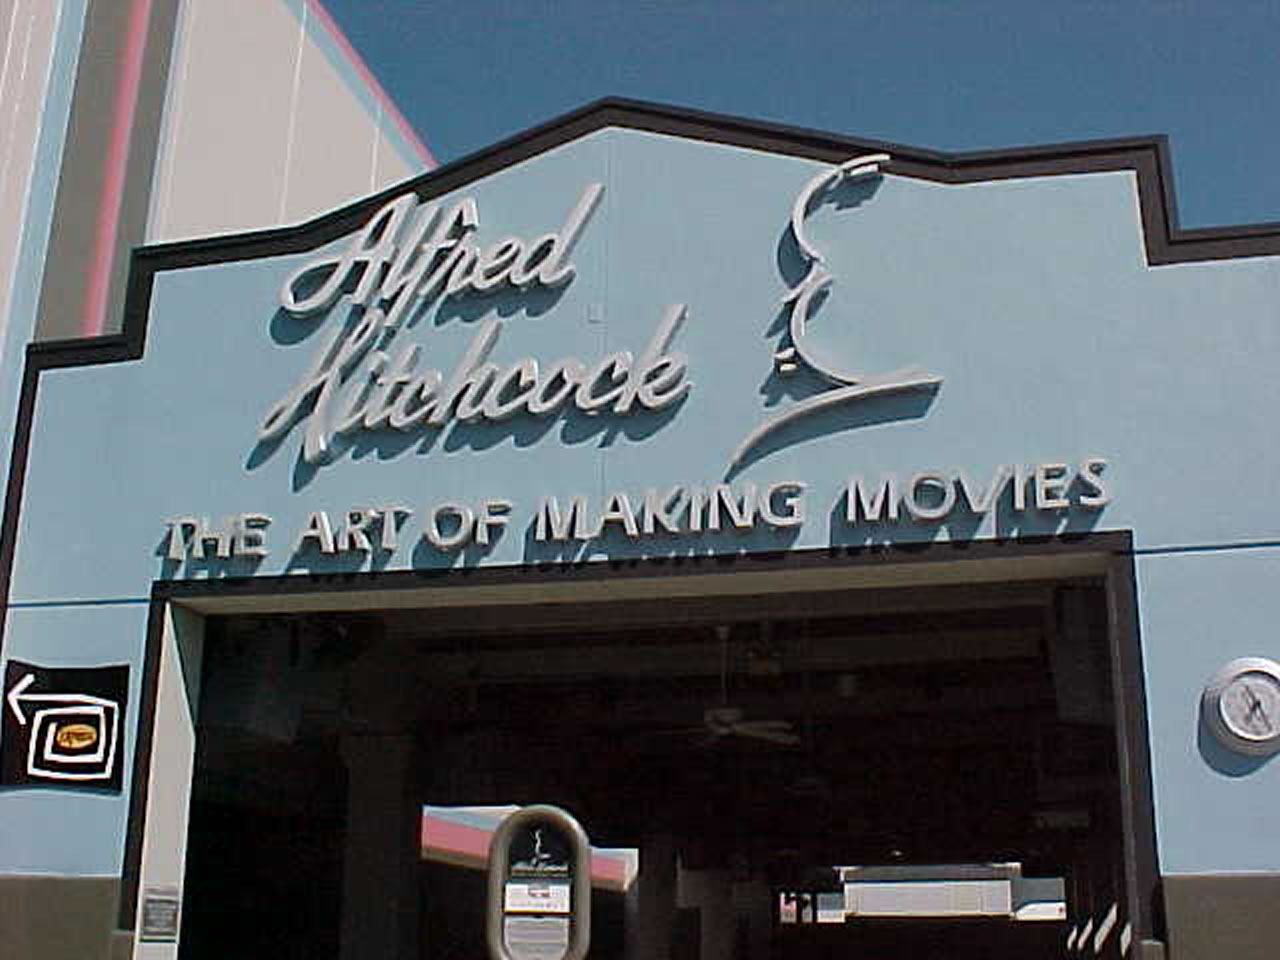 Alfred
Hitchcock
THE ART OF MAKING MOVIES